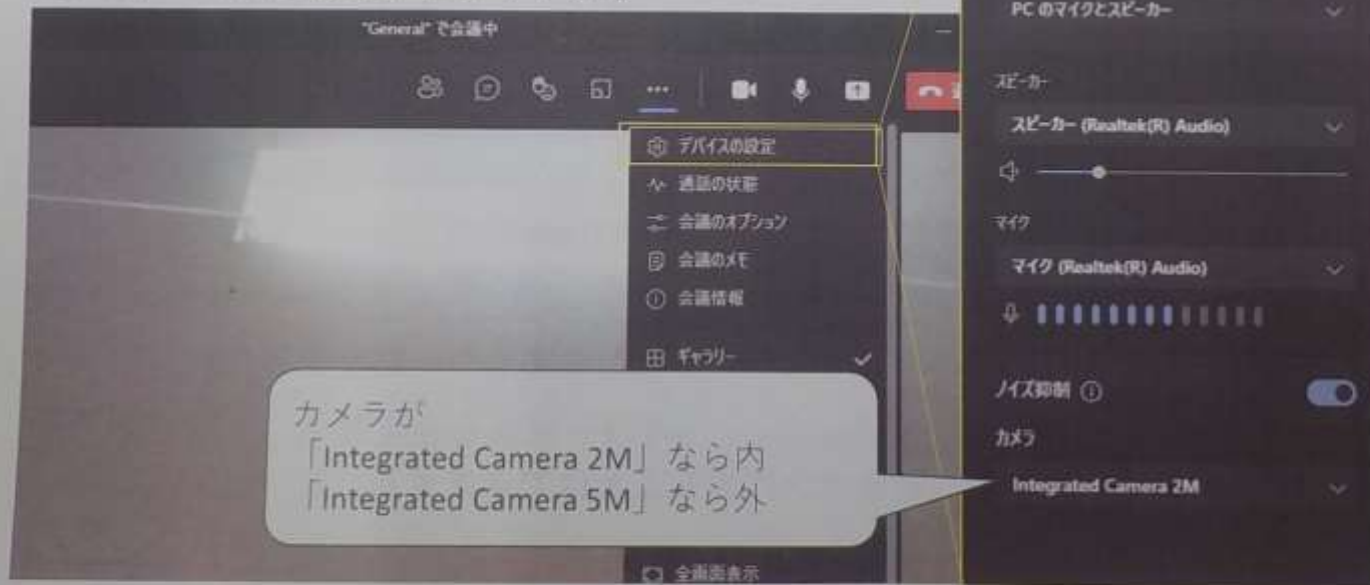 "General" で会議中
デバイスの設定
通話の状態
会議のオプション
会議のメモ
会議情報
ギャラリー
全画面表示
カメラが
「Integrated Camera 2M」なら内
「Integrated Camera 5M」なら外
PC のマイクとスピーカー
スピーカー
スピーカー (Realtek(R) Audio)
マイク
マイク (Realtek(R) Audio)
ノイズ抑制
カメラ
Integrated Camera 2M